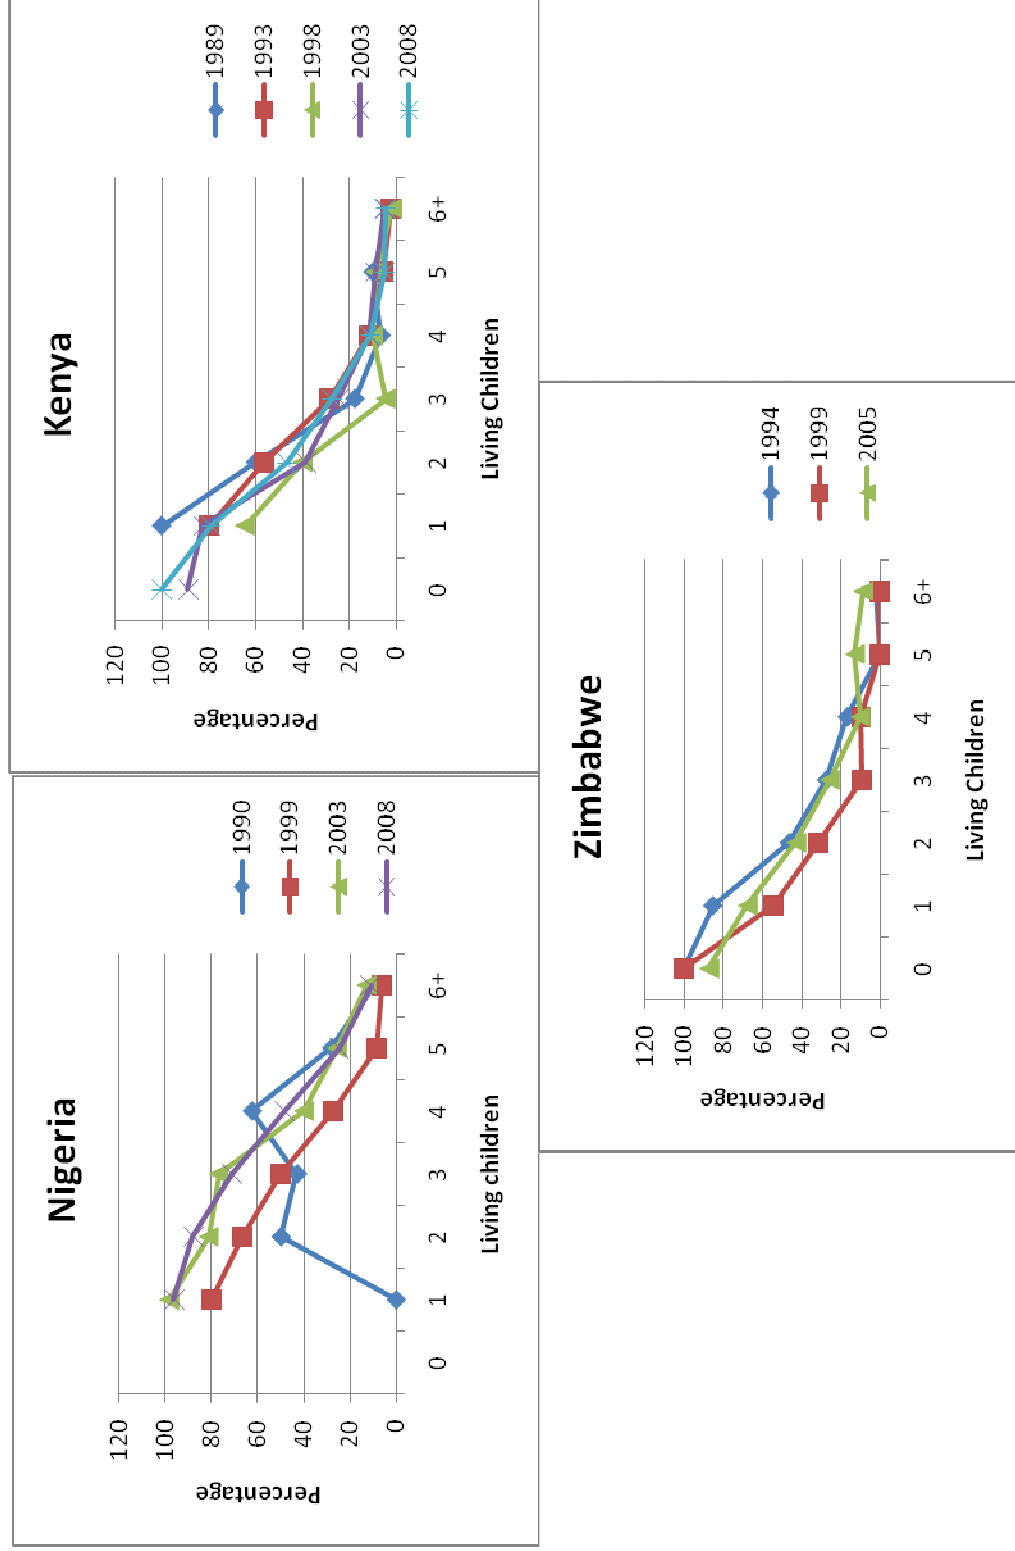 Nigeria
Percentage
120
100
80
60
40
20
0
0 1 2 3 4 5 6+
Living children
1990
1999
2003
2008
Kenya
Percentage
120
100
80
60
40
20
0
0 1 2 3 4 5 6+
Living Children
1989
1993
1998
2003
2008
Zimbabwe
Percentage
120
100
80
60
40
20
0
0 1 2 3 4 5 6+
Living Children
1994
1999
2005